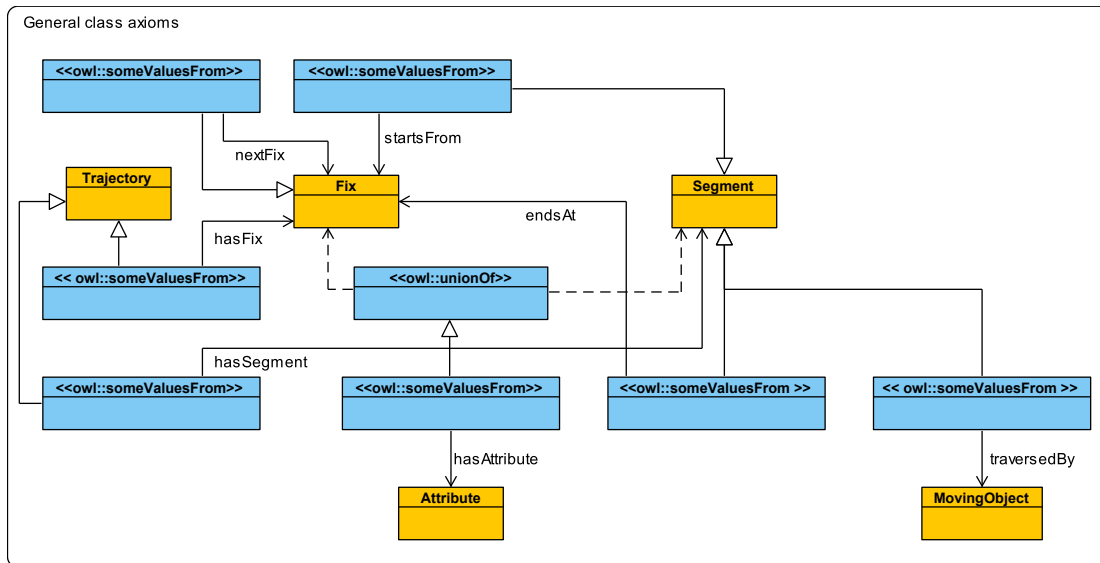 General class axioms
<<owl::someValuesFrom>>
<<owl::someValuesFrom>>
startsFrom
nextFix
Trajectory
Fix
Segment
endsAt
hasFix
<< owl::someValuesFrom>>
<<owl::unionOf>>
hasSegment
<<owl::someValuesFrom>>
<<owl::someValuesFrom>>
<<owl::someValuesFrom >>
<< owl::someValuesFrom >>
hasAttribute
traversedBy
Attribute
MovingObject